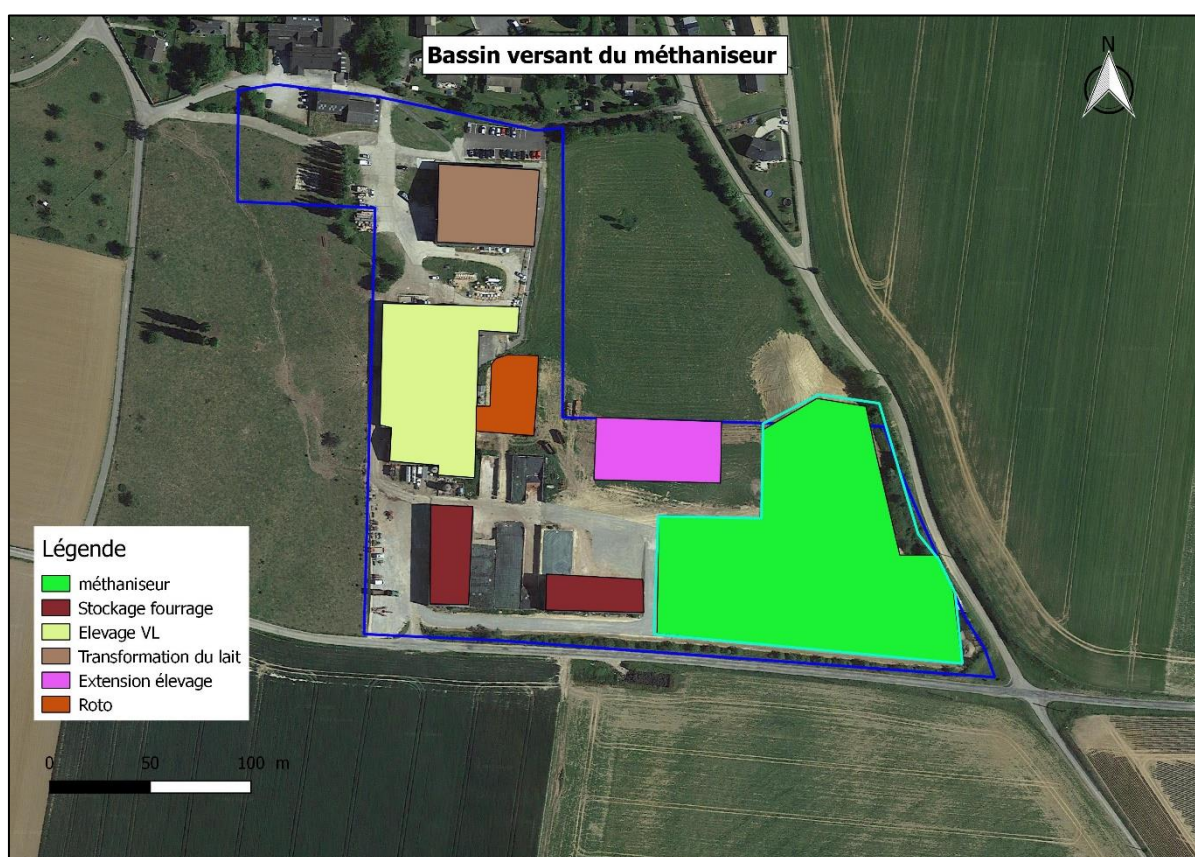 Bassin versant du méthaniseur
N
Légende
méthaniseur
Stockage fourrage
Elevage VL
Transformation du lait
Extension élevage
Roto
0 50 100 m